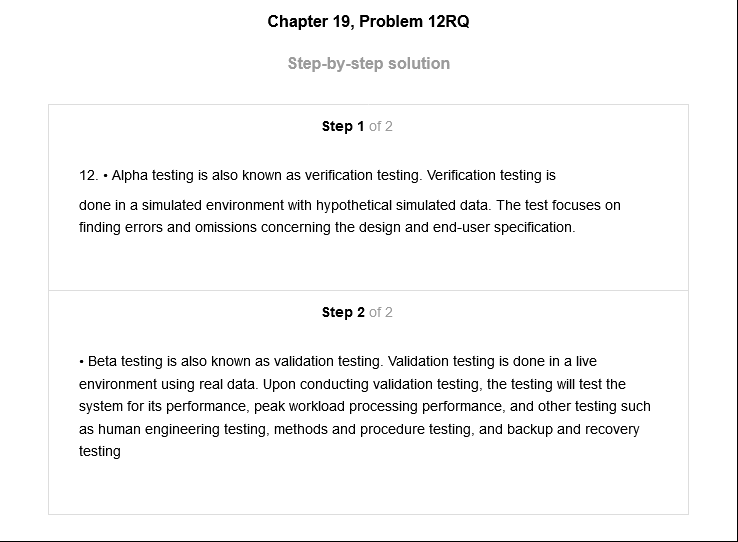 Chapter 19, Problem 12RQ
Step-by-step solution
Step 1 of 2
12. • Alpha testing is also known as verification testing. Verification testing is
done in a simulated environment with hypothetical simulated data. The test focuses on
finding errors and omissions concerning the design and end-user specification.
Step 2 of 2
• Beta testing is also known as validation testing. Validation testing is done in a live
environment using real data. Upon conducting validation testing, the testing will test the
system for its performance, peak workload processing performance, and other testing such
as human engineering testing, methods and procedure testing, and backup and recovery
testing